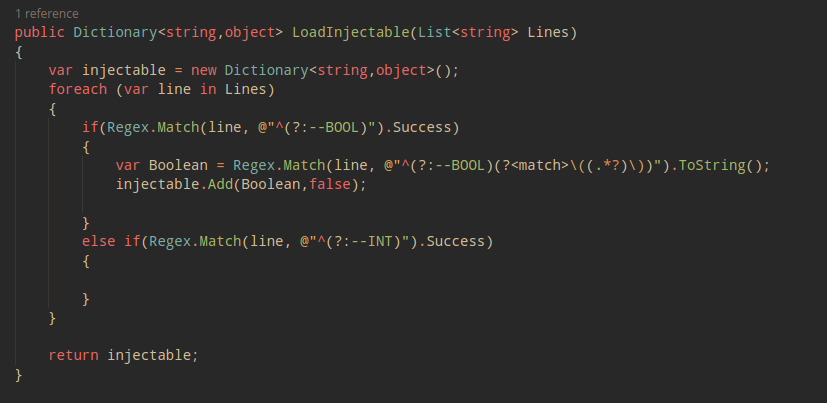 1 reference
public Dictionary<string,object> LoadInjectable(List<string> Lines)
{
    var injectable = new Dictionary<string,object>();
    foreach (var line in Lines)
    {
        if(Regex.Match(line, @"^(?:--BOOL)").Success)
        {
            var Boolean = Regex.Match(line, @"^(?:--BOOL)(?<match>\((.*?)\))").ToString();
            injectable.Add(Boolean,false);

        }
        else if(Regex.Match(line, @"^(?:--INT)").Success)
        {

        }
    }

    return injectable;
}